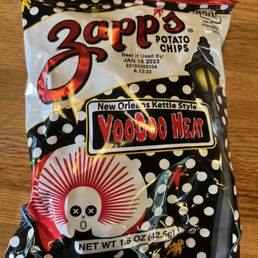 Zapp's
POTATO
CHIPS
Best if Used By:
JAN 16 2023
22193200104
A 13:22
New Orleans Kettle Style
VOODOO HEAT
NET WT 1.5 OZ (42.5g)